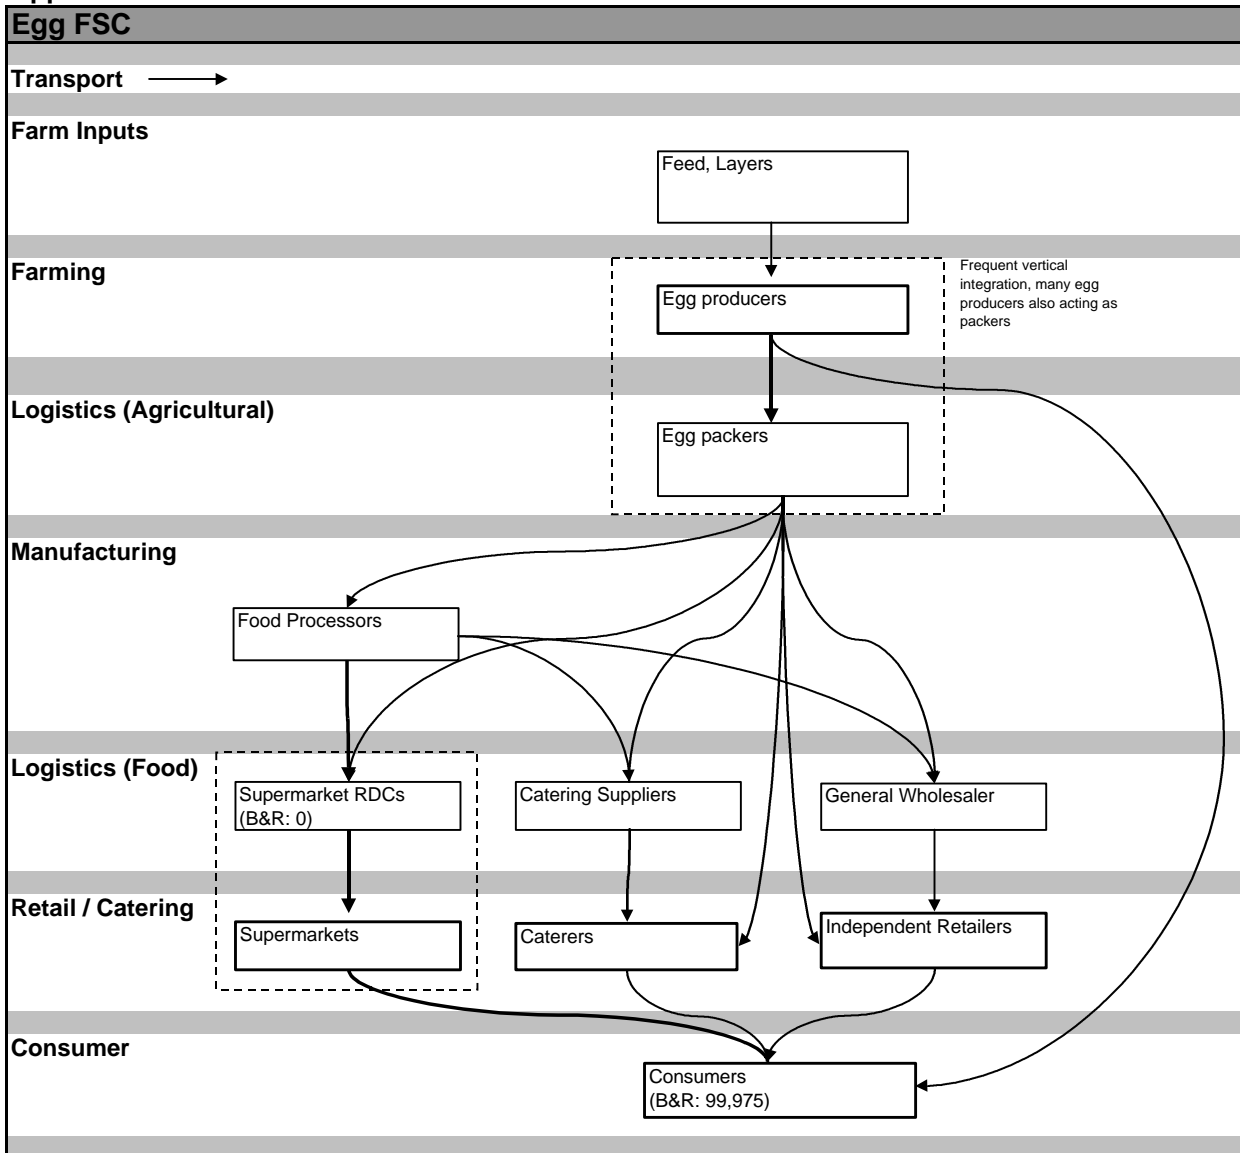 Egg FSC
Transport
Farm Inputs
Feed, Layers
Farming
Frequent vertical
integration, many egg
producers also acting as
packers
Egg producers
Logistics (Agricultural)
Egg packers
Manufacturing
Food Processors
Logistics (Food)
Supermarket RDCs
(B&R: 0)
Catering Suppliers
General Wholesaler
Retail / Catering
Supermarkets
Caterers
Independent Retailers
Consumer
Consumers
(B&R: 99,975)